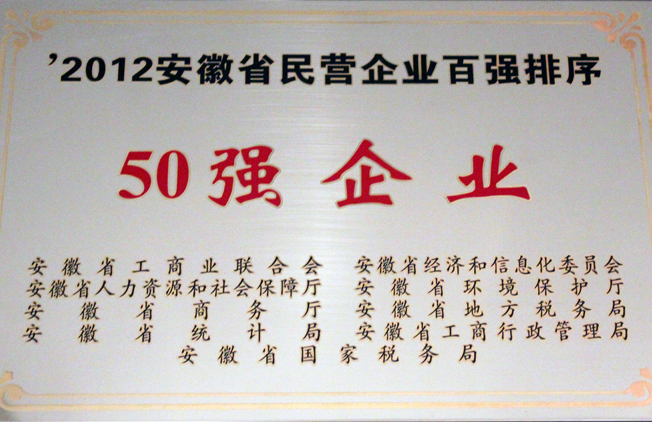 ’2012安徽省民营企业百强排序
50强企业
安徽省工商业联合会 安徽省经济和信息化委员会
安徽省人力资源和社会保障厅 安徽省环境保护厅
安徽省商务厅 安徽省地方税务局
安徽省统计局 安徽省工商行政管理局
安徽省国家税务局